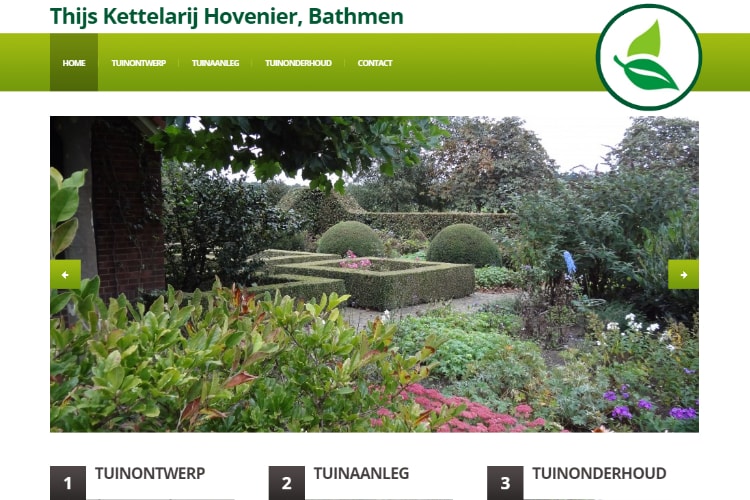 Thijs Kettelarij Hovenier, Bathmen
HOME TUINONTWERP TUINAANLEG TUINONDERHOUD CONTACT
1 TUINONTWERP 2 TUINAANLEG 3 TUINONDERHOUD